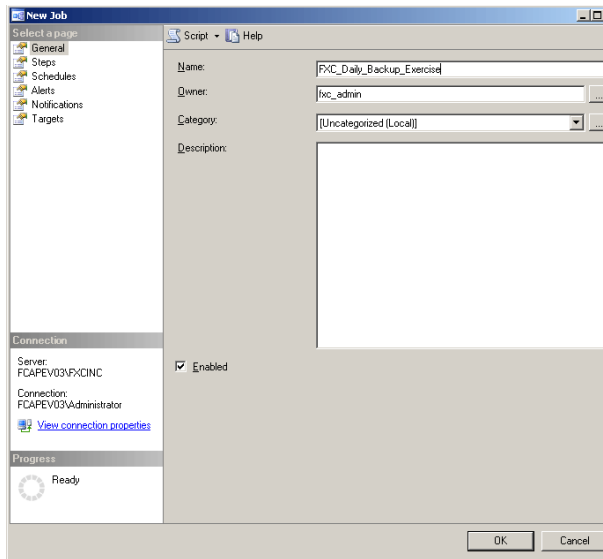 New Job
Select a page
General
Steps
Schedules
Alerts
Notifications
Targets
Script
Help
Name:
FXC_Daily_Backup_Exercise
Owner:
fxc_admin
...
Category:
[Uncategorized (Local)]
...
Description:
Enabled
Connection
Server:
FCAPEV03\FXCINC
Connection:
FCAPEV03\Administrator
View connection properties
Progress
Ready
OK
Cancel